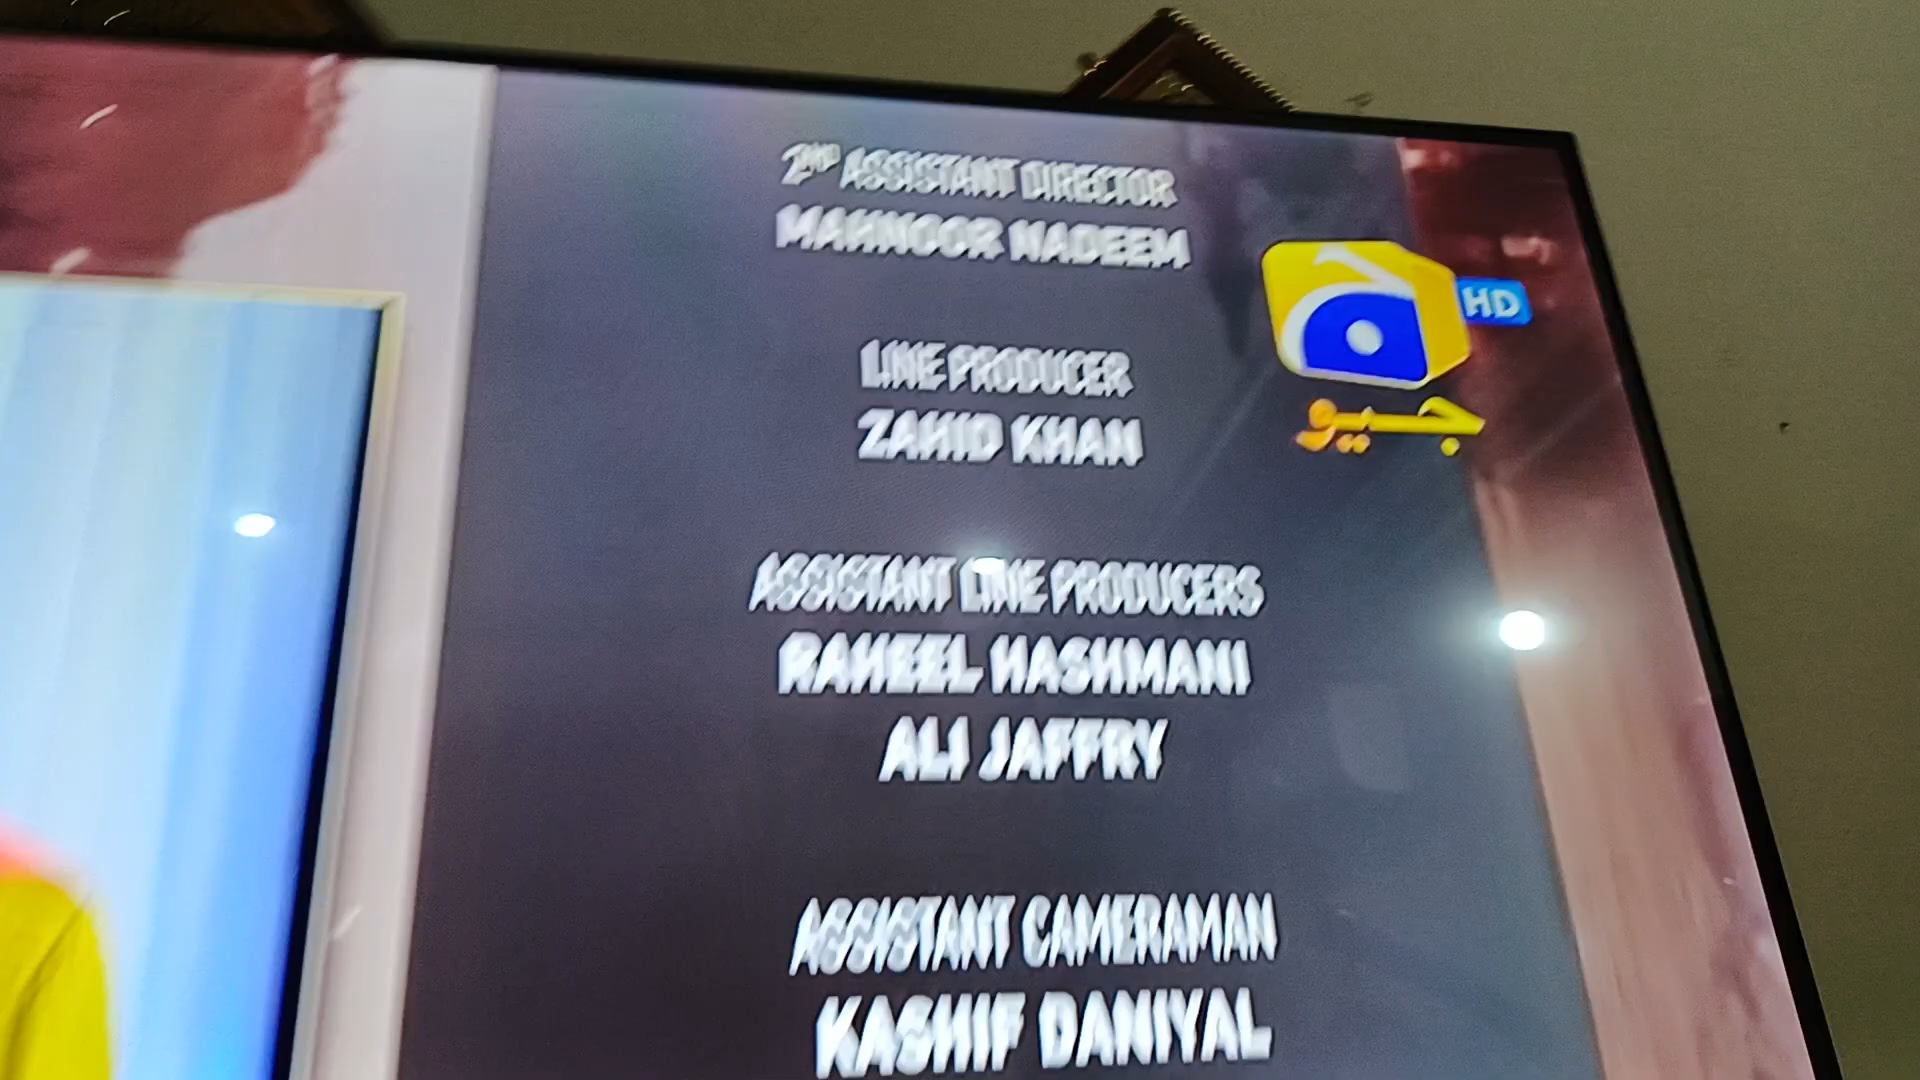 2ND ASSISTANT DIRECTOR
MAHNOOR NADEEM
HD
جیو
LINE PRODUCER
ZAHID KHAN
ASSISTANT LINE PRODUCERS
RAHEEL HASHMANI
ALI JAFFRY
ASSISTANT CAMERAMAN
KASHIF DANIYAL